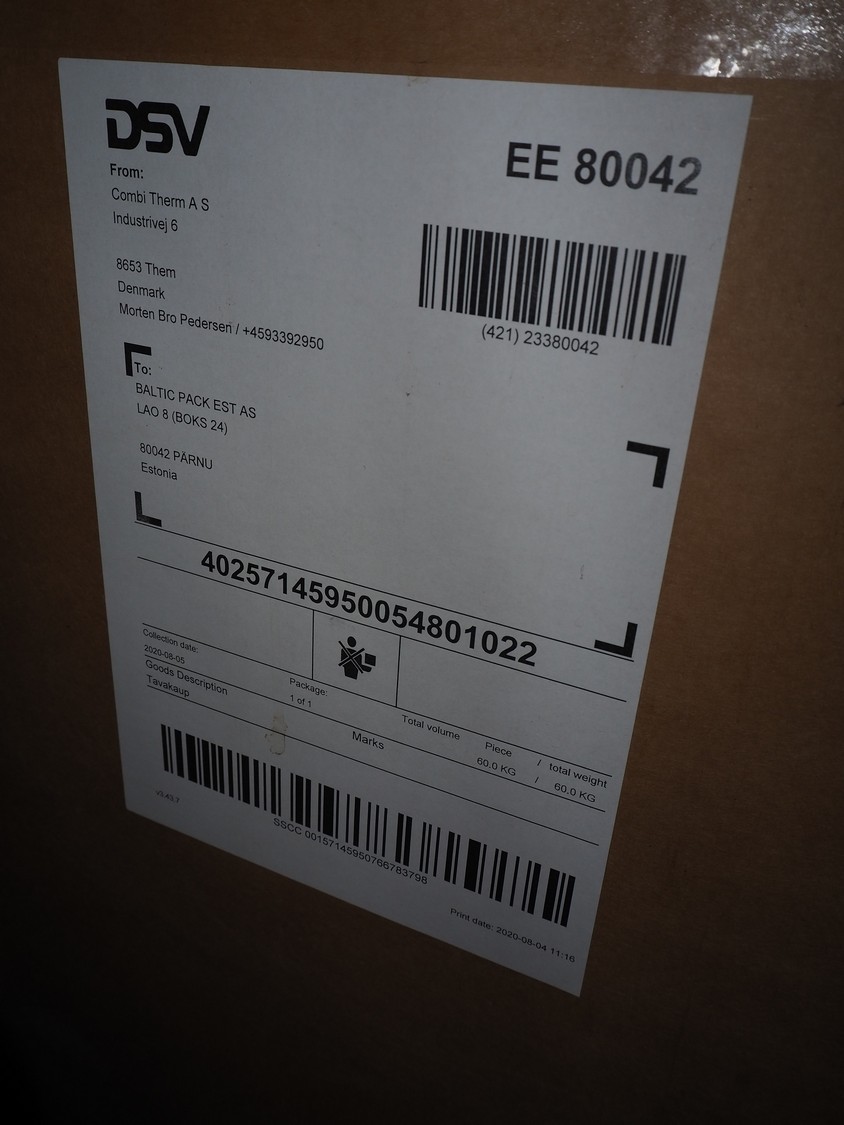 DSV
EE 80042
From:
Combi Therm A S
Industrivej 6
8653 Them
Denmark
Morten Bro Pedersen / +4593392950
(421) 23380042
To:
BALTIC PACK EST AS
LAO 8 (BOKS 24)
80042 PÄRNU
Estonia
40257145950054801022
Collection date:
2020-08-05
Package:
1 of 1
Goods Description
Tavakaup
Total volume
Piece / total weight
60.0 KG / 60.0 KG
Marks
v3.43.7
SSCC 00157145950766783798
Print date: 2020-08-04 11:16